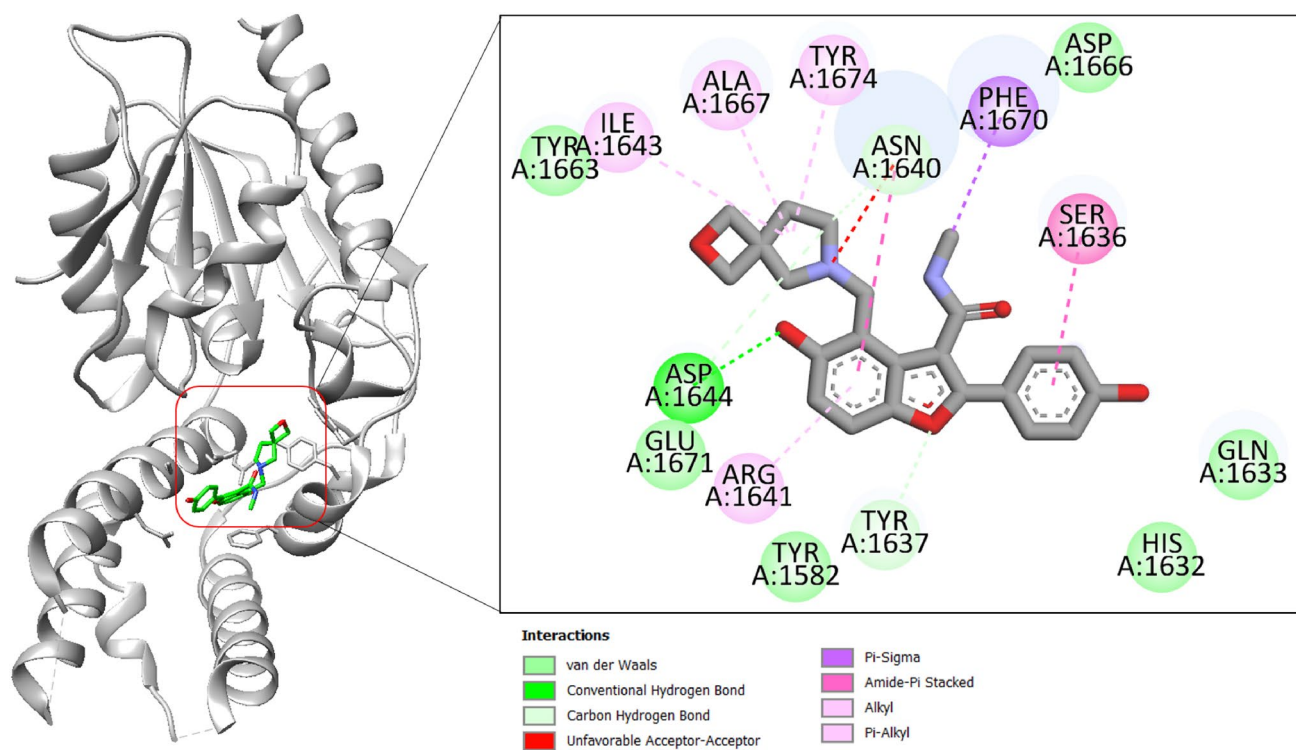 ASP
A:1666
TYR
A:1674
ALA
A:1667
PHE
A:1670
ILE
A:1643
TYR
A:1663
ASN
A:1640
SER
A:1636
ASP
A:1644
GLU
A:1671
ARG
A:1641
TYR
A:1637
GLN
A:1633
TYR
A:1582
HIS
A:1632
Interactions
van der Waals
Conventional Hydrogen Bond
Carbon Hydrogen Bond
Unfavorable Acceptor-Acceptor
Pi-Sigma
Amide-Pi Stacked
Alkyl
Pi-Alkyl